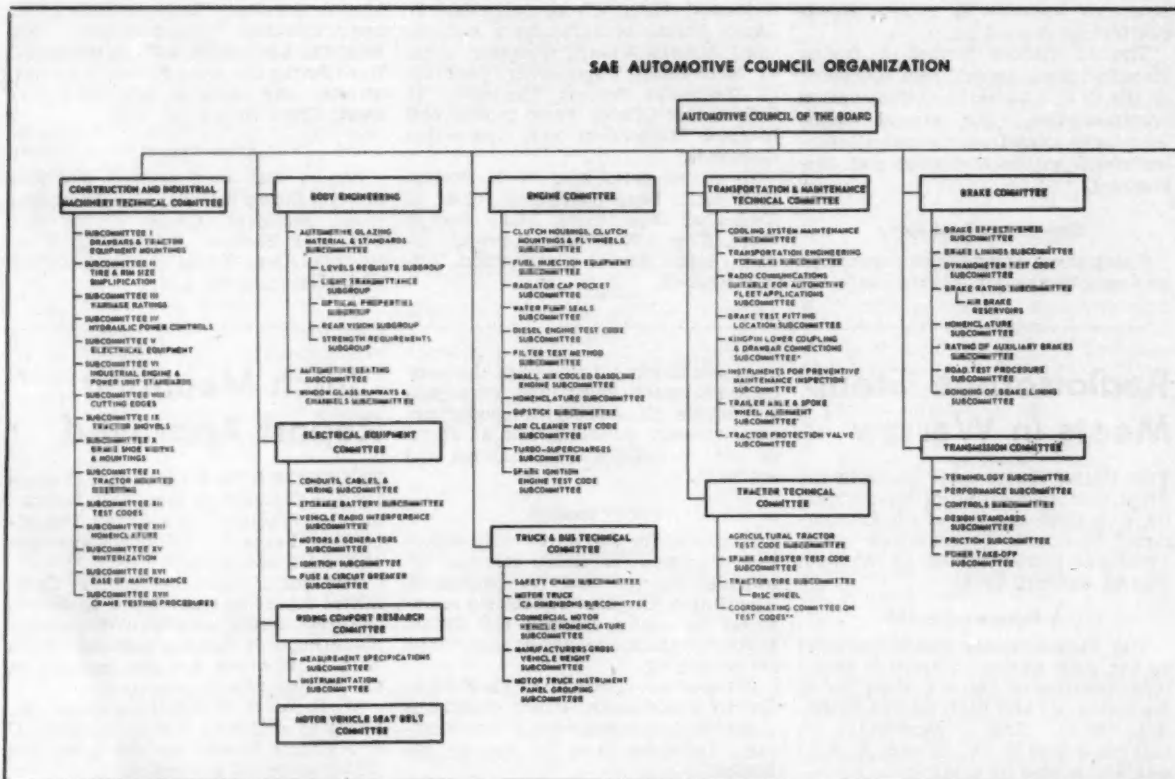 SAE AUTOMOTIVE COUNCIL ORGANIZATION
AUTOMOTIVE COUNCIL OF THE BOARD
CONSTRUCTION AND INDUSTRIAL
MACHINERY TECHNICAL COMMITTEE
SUBCOMMITTEE I
DRAWBARS & TRACTOR
EQUIPMENT MOUNTINGS
SUBCOMMITTEE II
TIRE & RIM SIZE
SIMPLIFICATION
SUBCOMMITTEE III
YARDAGE RATINGS
SUBCOMMITTEE IV
HYDRAULIC POWER CONTROLS
SUBCOMMITTEE V
ELECTRICAL EQUIPMENT
SUBCOMMITTEE VI
INDUSTRIAL ENGINE &
POWER UNIT STANDARDS
SUBCOMMITTEE VIII
CUTTING EDGES
SUBCOMMITTEE IX
TRACTOR SHOVELS
SUBCOMMITTEE X
BRAKE SHOE WIDTHS
& MOUNTINGS
SUBCOMMITTEE XI
TRACTOR MOUNTED
SUBCOMMITTEE XII
TEST CODES
SUBCOMMITTEE XIII
NOMENCLATURE
SUBCOMMITTEE XV
WINTERIZATION
SUBCOMMITTEE XVI
EASE OF MAINTENANCE
SUBCOMMITTEE XVII
CRANE TESTING PROCEDURES
BODY ENGINEERING
AUTOMOTIVE GLAZING
MATERIAL & STANDARDS
SUBCOMMITTEE
LEVELS REQUISITE SUBGROUP
LIGHT TRANSMITTANCE
SUBGROUP
OPTICAL PROPERTIES
SUBGROUP
REAR VISION SUBGROUP
STRENGTH REQUIREMENTS
SUBGROUP
AUTOMOTIVE SEATING
SUBCOMMITTEE
WINDOW GLASS RUNWAYS &
CHANNELS SUBCOMMITTEE
ELECTRICAL EQUIPMENT
COMMITTEE
CONDUITS, CABLES, &
WIRING SUBCOMMITTEE
STORAGE BATTERY SUBCOMMITTEE
VEHICLE RADIO INTERFERENCE
SUBCOMMITTEE
MOTORS & GENERATORS
SUBCOMMITTEE
IGNITION SUBCOMMITTEE
FUSE & CIRCUIT BREAKER
SUBCOMMITTEE
RIDING COMFORT RESEARCH
COMMITTEE
MEASUREMENT SPECIFICATIONS
SUBCOMMITTEE
INSTRUMENTATION
SUBCOMMITTEE
MOTOR VEHICLE SEAT BELT
COMMITTEE
ENGINE COMMITTEE
CLUTCH HOUSINGS, CLUTCH
MOUNTINGS & FLYWHEELS
SUBCOMMITTEE
FUEL INJECTION EQUIPMENT
SUBCOMMITTEE
RADIATOR CAP POCKET
SUBCOMMITTEE
WATER PUMP SEALS
SUBCOMMITTEE
DIESEL ENGINE TEST CODE
SUBCOMMITTEE
FILTER TEST METHOD
SUBCOMMITTEE
SMALL AIR COOLED GASOLINE
ENGINE SUBCOMMITTEE
NOMENCLATURE SUBCOMMITTEE
DIPSTICK SUBCOMMITTEE
AIR CLEANER TEST CODE
SUBCOMMITTEE
TURBO-SUPERCHARGES
SUBCOMMITTEE
SPARK IGNITION
ENGINE TEST CODE
SUBCOMMITTEE
TRUCK & BUS TECHNICAL
COMMITTEE
SAFETY CHAIN SUBCOMMITTEE
MOTOR TRUCK
CA DIMENSIONS SUBCOMMITTEE
COMMERCIAL MOTOR
VEHICLE NOMENCLATURE
SUBCOMMITTEE
MANUFACTURERS GROSS
VEHICLE WEIGHT
SUBCOMMITTEE
MOTOR TRUCK INSTRUMENT
PANEL GROUPING
SUBCOMMITTEE
TRANSPORTATION & MAINTENANCE
TECHNICAL COMMITTEE
COOLING SYSTEM MAINTENANCE
SUBCOMMITTEE
TRANSPORTATION ENGINEERING
FORMULAS SUBCOMMITTEE
RADIO COMMUNICATIONS
SUITABLE FOR AUTOMOTIVE
FLEET APPLICATIONS
SUBCOMMITTEE
BRAKE TEST FITTING
LOCATION SUBCOMMITTEE
KINGPIN LOWER COUPLING
& DRAWBAR CONNECTIONS
SUBCOMMITTEE*
INSTRUMENTS FOR PREVENTIVE
MAINTENANCE INSPECTION
SUBCOMMITTEE*
TRAILER AXLE & SPOKE
WHEEL ALIGNMENT
SUBCOMMITTEE*
TRACTOR PROTECTION VALVE
SUBCOMMITTEE*
TRACTOR TECHNICAL
COMMITTEE
AGRICULTURAL TRACTOR
TEST CODE SUBCOMMITTEE
SPARK ARRESTER TEST CODE
SUBCOMMITTEE
TRACTOR TIRE SUBCOMMITTEE
DISC WHEEL
COORDINATING COMMITTEE ON
TEST CODES*
BRAKE COMMITTEE
BRAKE EFFECTIVENESS
SUBCOMMITTEE
BRAKE LININGS SUBCOMMITTEE
DYNAMOMETER TEST CODE
SUBCOMMITTEE
BRAKE RATING SUBCOMMITTEE
AIR BRAKE
RESERVOIRS
NOMENCLATURE
SUBCOMMITTEE
RATING OF AUXILIARY BRAKES
SUBCOMMITTEE
ROAD TEST PROCEDURE
SUBCOMMITTEE
BONDING OF BRAKE LINING
SUBCOMMITTEE
TRANSMISSION COMMITTEE
TERMINOLOGY SUBCOMMITTEE
PERFORMANCE SUBCOMMITTEE
CONTROLS SUBCOMMITTEE
DESIGN STANDARDS
SUBCOMMITTEE
FRICTION SUBCOMMITTEE
POWER TAKE-OFF
SUBCOMMITTEE